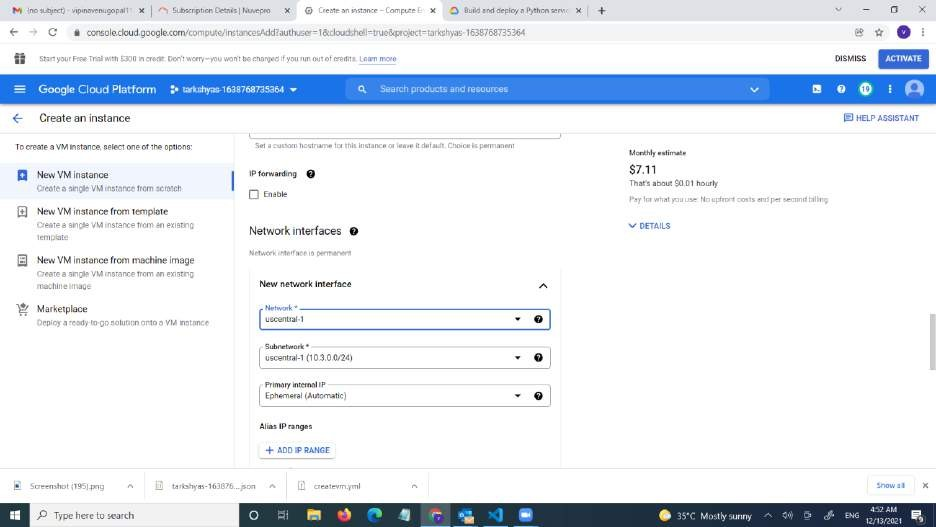 (no subject) - vipinavenugopal11
Subscription Details | Nuvepro
Create an instance – Compute E
Build and deploy a Python servic
console.cloud.google.com/compute/instancesAdd?authuser=1&cloudshell=true&project=tarkshyas-1638768735364
Start your Free Trial with $300 in credit. Don't worry—you won't be charged if you run out of credits. Learn more
DISMISS
ACTIVATE
Google Cloud Platform
tarkshyas-1638768735364
Search products and resources
19
Create an instance
HELP ASSISTANT
To create a VM instance, select one of the options:
New VM instance
Create a single VM instance from scratch
New VM instance from template
Create a single VM instance from an existing
template
New VM instance from machine image
Create a single VM instance from an existing
machine image
Marketplace
Deploy a ready-to-go solution onto a VM instance
Set a custom hostname for this instance or leave it default. Choice is permanent
IP forwarding
Enable
Network interfaces
Network interface is permanent
New network interface
Network *
uscentral-1
Subnetwork *
uscentral-1 (10.3.0.0/24)
Primary internal IP
Ephemeral (Automatic)
Alias IP ranges
+ ADD IP RANGE
Monthly estimate
$7.11
That's about $0.01 hourly
Pay for what you use: No upfront costs and per second billing
DETAILS
Screenshot (195).png
tarkshyas-163876....json
createvm.yml
Show all
Type here to search
35°C Mostly sunny
ENG
4:52 AM
12/13/2021
9